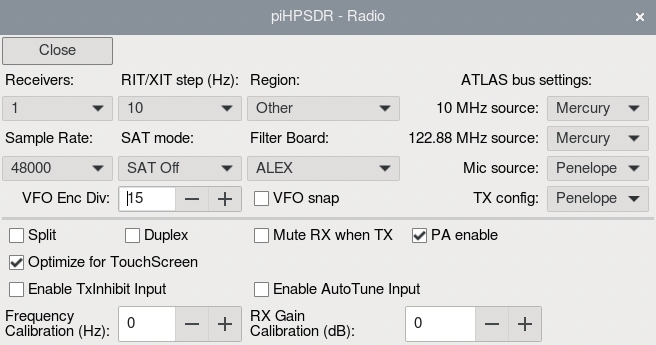 piHPSDR - Radio
Close
Receivers: RIT/XIT step (Hz): Region: ATLAS bus settings:
1 10 Other 10 MHz source: Mercury
Sample Rate: SAT mode: Filter Board: 122.88 MHz source: Mercury
48000 SAT Off ALEX Mic source: Penelope
VFO Enc Div: 15 VFO snap TX config: Penelope
Split Duplex Mute RX when TX PA enable
Optimize for TouchScreen
Enable TxInhibit Input Enable AutoTune Input
Frequency
Calibration (Hz): 0
RX Gain
Calibration (dB): 0